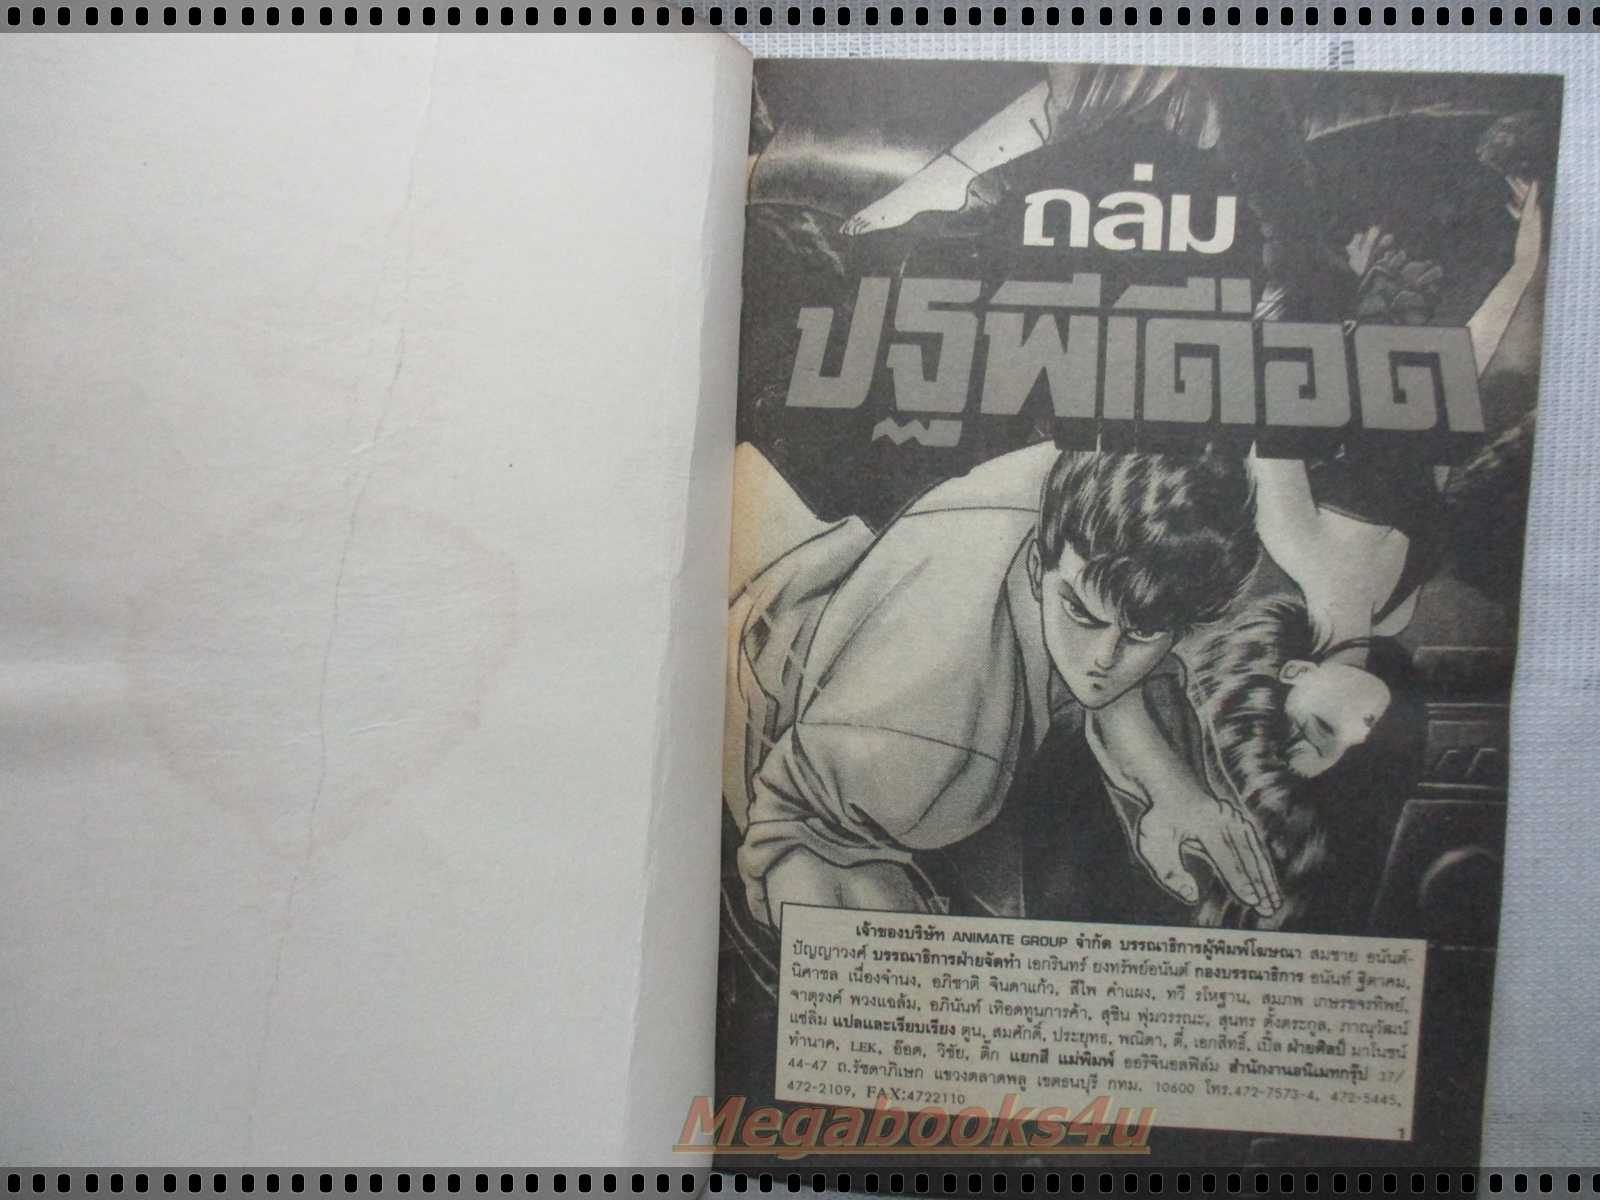 ถล่ม
ปฐพีเดือด
เจ้าของบริษัท ANIMATE GROUP จำกัด บรรณาธิการผู้พิมพ์โฆษณา สมชาย อนันต์-
ปัญญาวงศ์ บรรณาธิการฝ่ายจัดทำ เอกรินทร์ ยงทรัพย์อนันต์ กองบรรณาธิการ อนันท์ ฐิตาคม,
นิศาชล เนื่องจำนง, อภิชาติ จินดาแก้ว, สีไพ คำแผง, ทวี รโหฐาน, สมภพ เกษรขจรทิพย์,
จาตุรงค์ พวงแฉล้ม, อภินันท์ เทิอดทูนการค้า, สุชิน พุ่มวรรณะ, สุนทร ตั้งตระกูล, ภาณุวัฒน์
แซ่ลิ้ม แปลและเรียบเรียง ตูน, สมศักดิ์, ประยุทธ, พณิดา, ตี๋, เอกสิทธิ์, เปิ้ล ฝ่ายศิลป์ มาโนชน์
ทำนาค, LEK, อ๊อด, วิชัย, ติ๊ก แยกสี แม่พิมพ์ ออริจินอลฟิล์ม สำนักงานอนิเมทกรุ๊ป 37/
44-47 ถ.รัชดาภิเษก แขวงตลาดพลู เขตธนบุรี กทม. 10600 โทร.472-7573-4, 472-5445,
472-2109, FAX:4722110
1
Megabooks4u